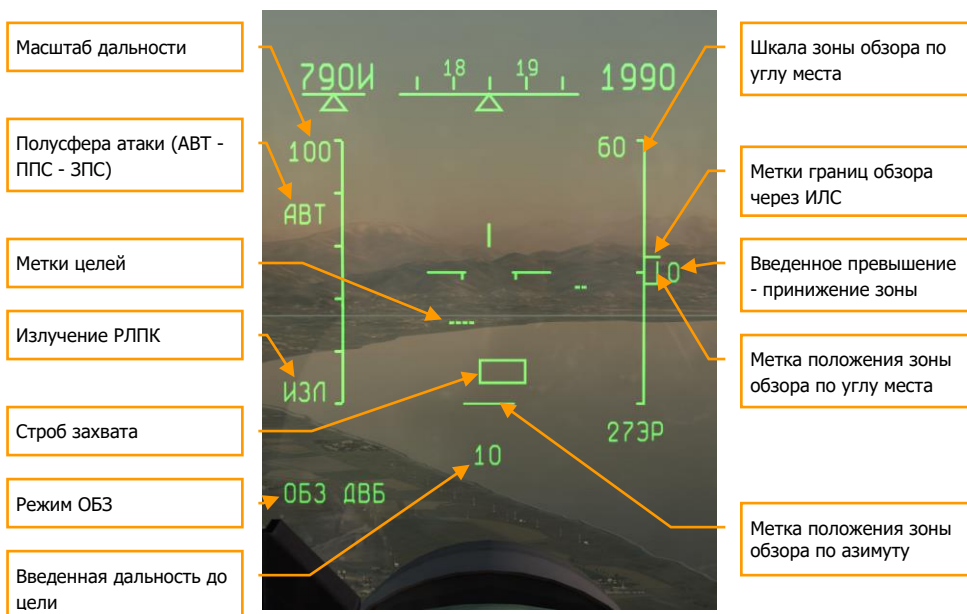 Масштаб дальности
Полусфера атаки (АВТ -
ППС - ЗПС)
Метки целей
Излучение РЛПК
Строб захвата
Режим ОБЗ
Введенная дальность до
цели
790И
18
19
1990
100
60
АВТ
0
ИЗЛ
27ЭР
10
ОБЗ ДВБ
Шкала зоны обзора по
углу места
Метки границ обзора
через ИЛС
Введенное превышение
- принижение зоны
Метка положения зоны
обзора по углу места
Метка положения зоны
обзора по азимуту